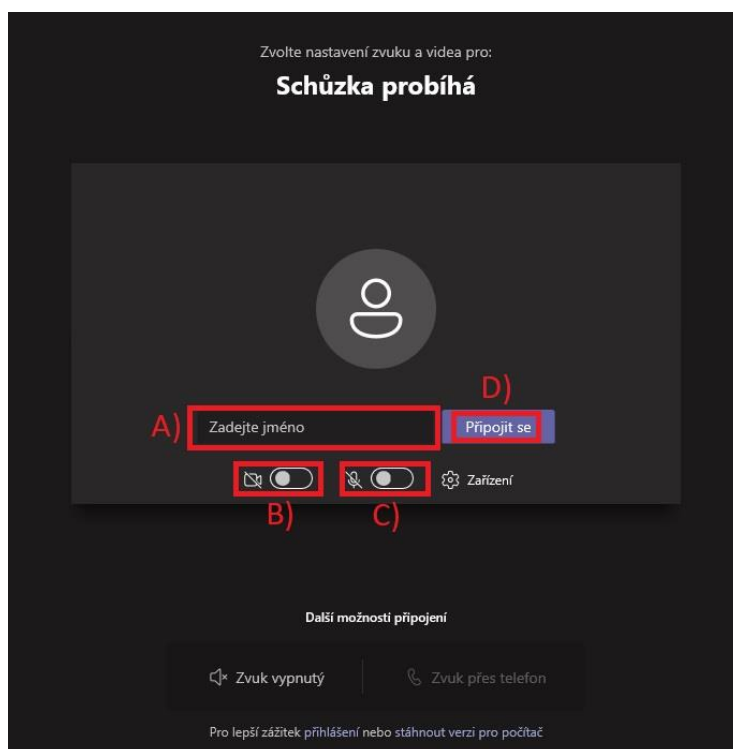 Zvolte nastavení zvuku a videa pro:
Schůzka probíhá
D)
A) Zadejte jméno Připojit se
Zařízení
B) C)
Další možnosti připojení
Zvuk vypnutý Zvuk přes telefon
Pro lepší zážitek přihlášení nebo stáhnout verzi pro počítač